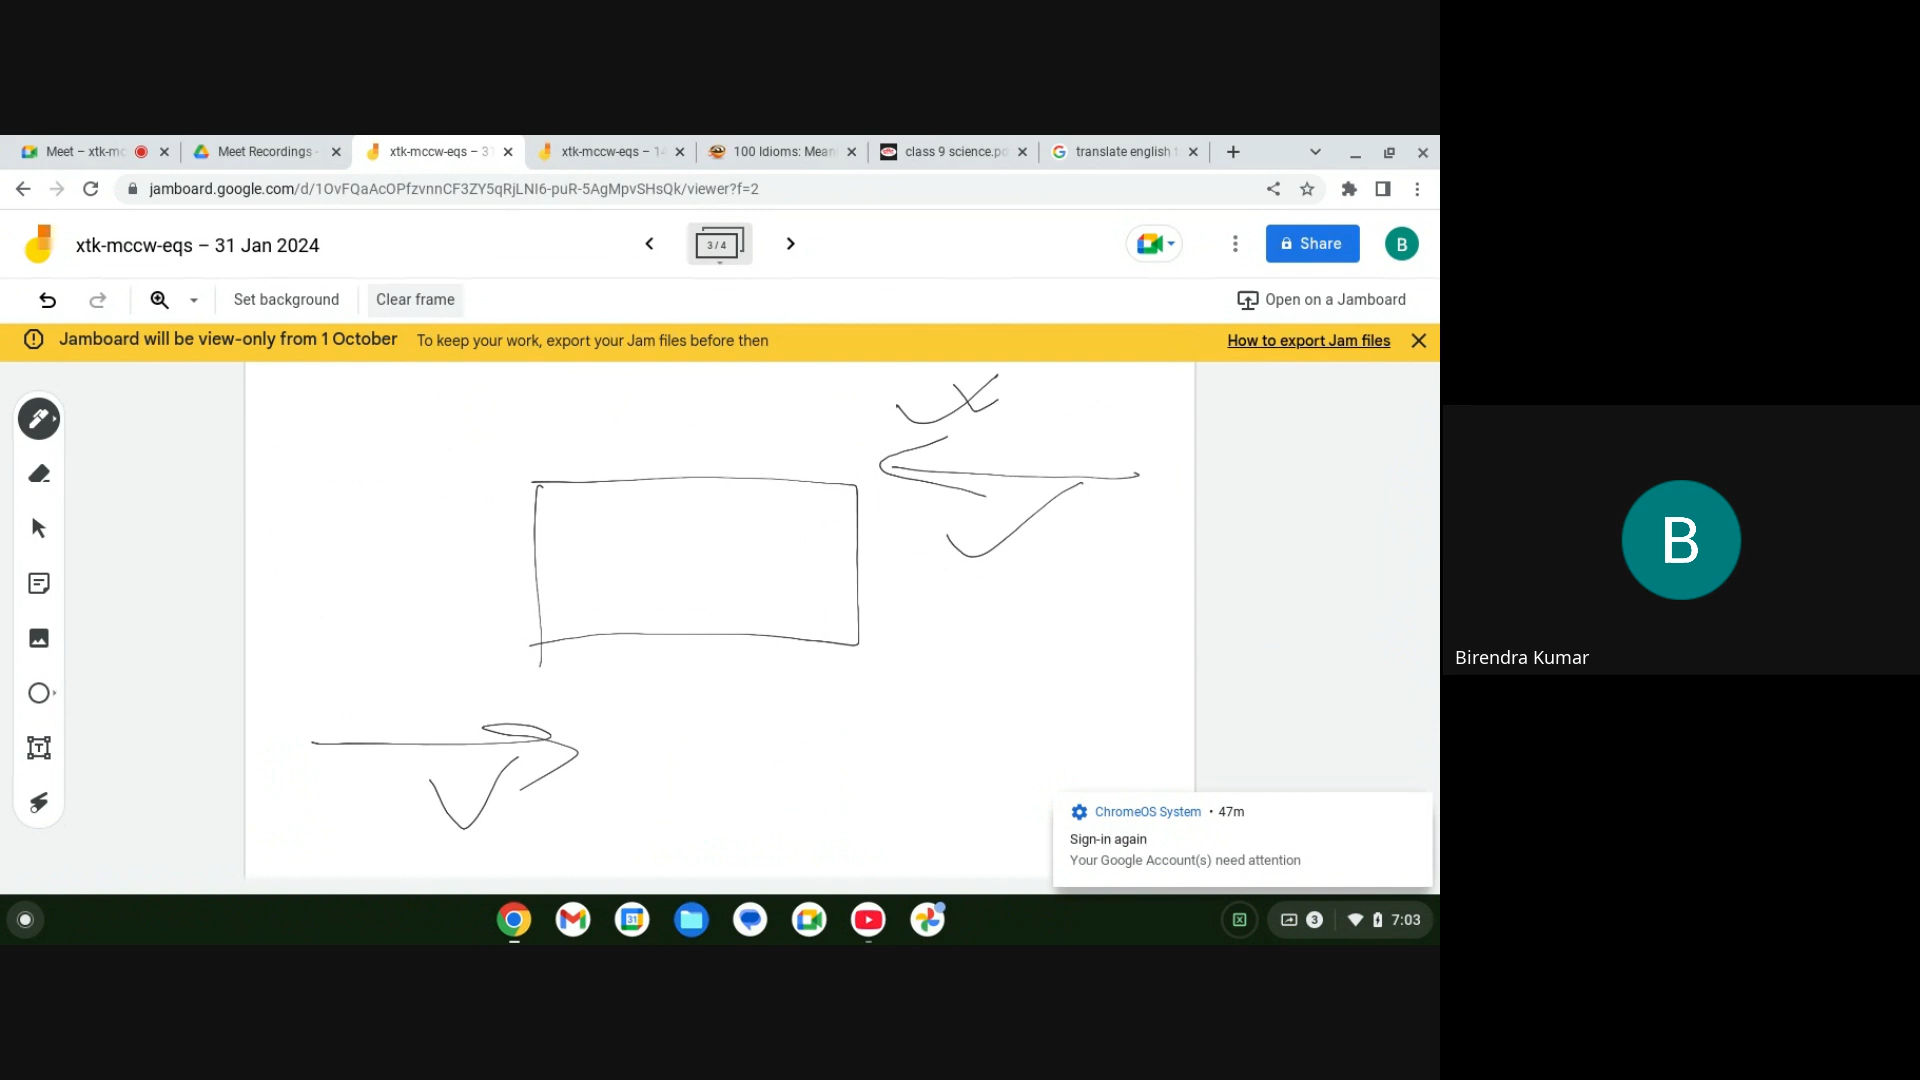 Meet – xtk-mc
Meet Recordings -
xtk-mccw-eqs – 31
xtk-mccw-eqs – 14
100 Idioms: Mean
class 9 science.pd
translate english t
jamboard.google.com/d/1OvFQaAcOPfzvnnCF3ZY5qRjLNI6-puR-5AgMpvSHsQk/viewer?f=2
xtk-mccw-eqs – 31 Jan 2024
3 / 4
Share
B
Set background
Clear frame
Open on a Jamboard
Jamboard will be view-only from 1 October To keep your work, export your Jam files before then
How to export Jam files
B
Birendra Kumar
ChromeOS System • 47m
Sign-in again
Your Google Account(s) need attention
31
3
7:03